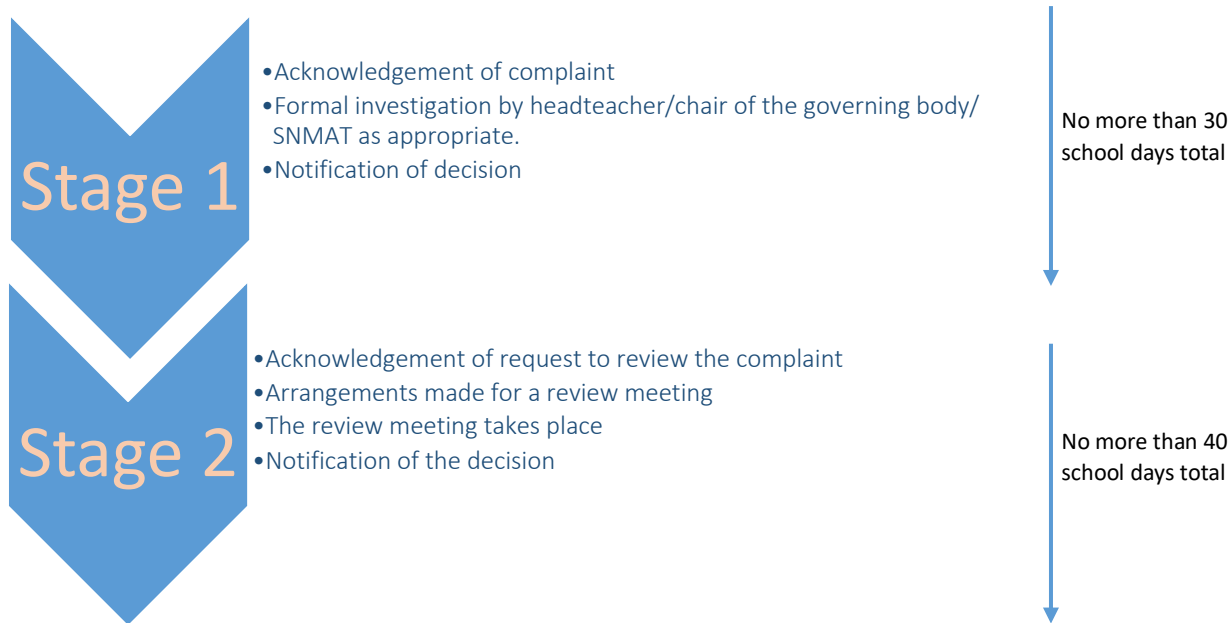 Stage 1
•Acknowledgement of complaint
•Formal investigation by headteacher/chair of the governing body/
SNMAT as appropriate.
•Notification of decision
No more than 30
school days total
Stage 2
•Acknowledgement of request to review the complaint
•Arrangements made for a review meeting
•The review meeting takes place
•Notification of the decision
No more than 40
school days total